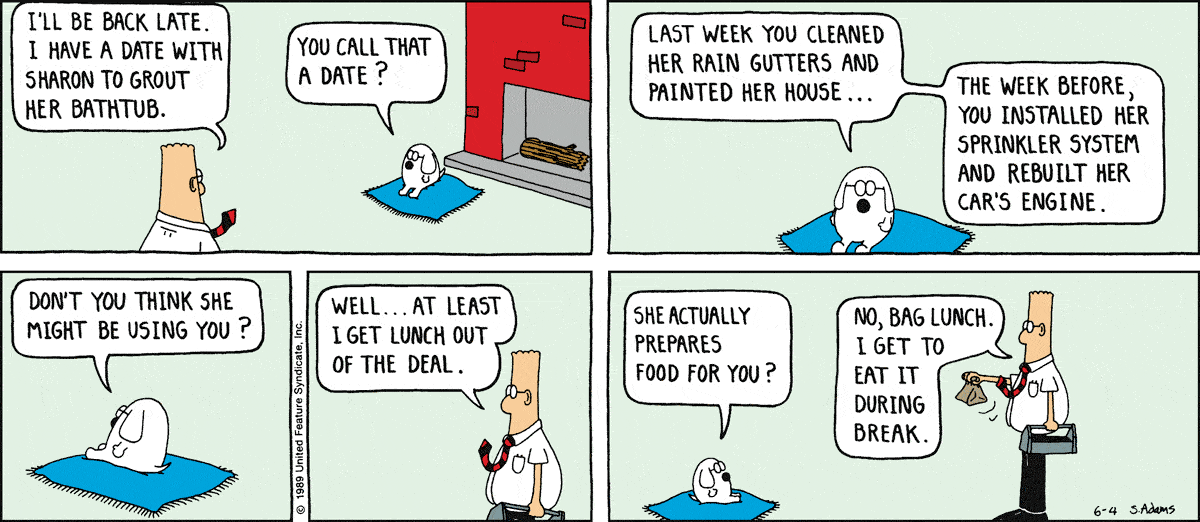 I'LL BE BACK LATE.
I HAVE A DATE WITH
SHARON TO GROUT
HER BATHTUB.
YOU CALL THAT
A DATE?
LAST WEEK YOU CLEANED
HER RAIN GUTTERS AND
PAINTED HER HOUSE...
THE WEEK BEFORE,
YOU INSTALLED HER
SPRINKLER SYSTEM
AND REBUILT HER
CAR'S ENGINE.
DON'T YOU THINK SHE
MIGHT BE USING YOU?
© 1989 United Feature Syndicate, Inc.
WELL...AT LEAST
I GET LUNCH OUT
OF THE DEAL.
SHE ACTUALLY
PREPARES
FOOD FOR YOU?
NO, BAG LUNCH.
I GET TO
EAT IT
DURING
BREAK.
6-4 S.Adams